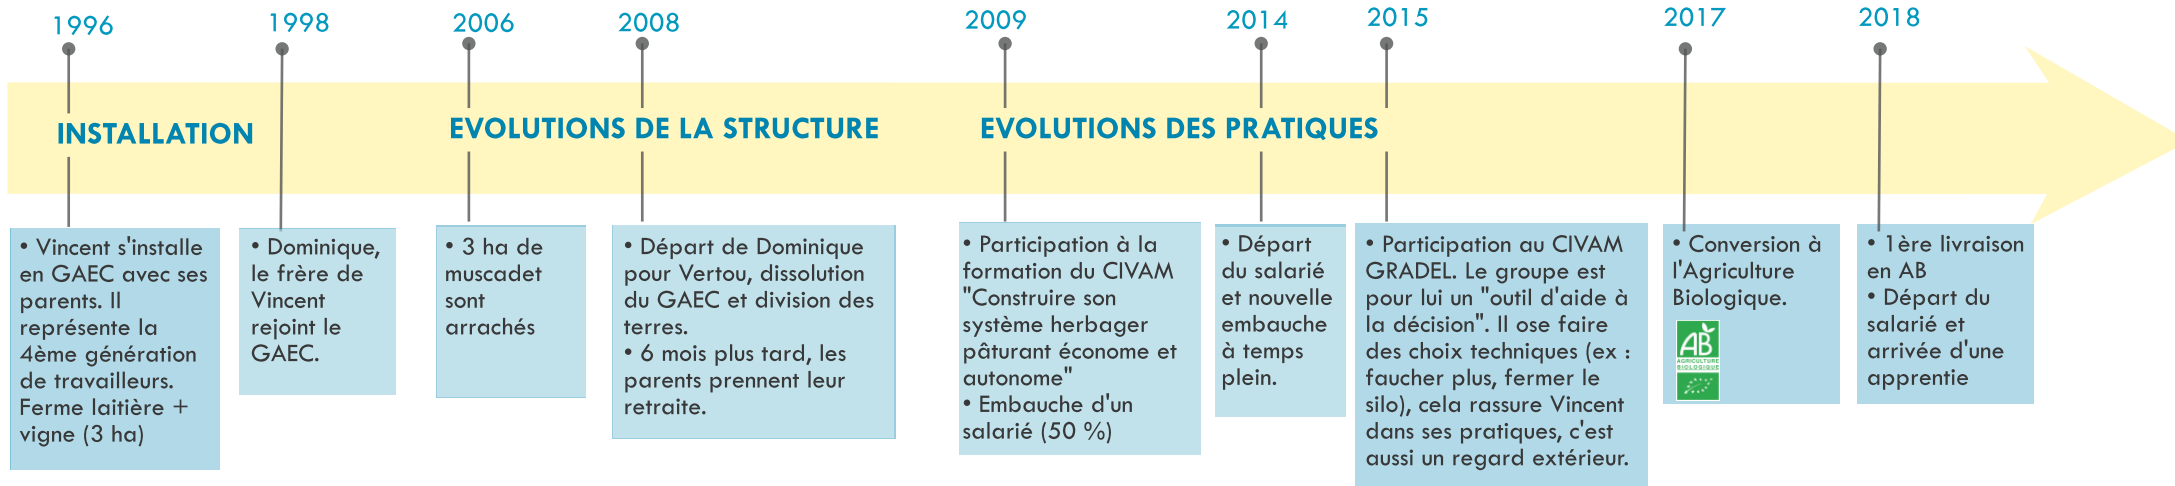 1996
1998
2006
2008
2009
2014
2015
2017
2018
INSTALLATION
EVOLUTIONS DE LA STRUCTURE
EVOLUTIONS DES PRATIQUES
• Vincent s'installe
en GAEC avec ses
parents. Il
représente la
4ème génération
de travailleurs.
Ferme laitière +
vigne (3 ha)
• Dominique,
le frère de
Vincent
rejoint le
GAEC.
• 3 ha de
muscadet
sont
arrachés
• Départ de Dominique
pour Vertou, dissolution
du GAEC et division des
terres.
• 6 mois plus tard, les
parents prennent leur
retraite.
• Participation à la
formation du CIVAM
"Construire son
système herbager
pâturant économe et
autonome"
• Embauche d'un
salarié (50 %)
• Départ
du salarié
et nouvelle
embauche
à temps
plein.
• Participation au CIVAM
GRADEL. Le groupe est
pour lui un "outil d'aide à
la décision". Il ose faire
des choix techniques (ex :
faucher plus, fermer le
silo), cela rassure Vincent
dans ses pratiques, c'est
aussi un regard extérieur.
• Conversion à
l'Agriculture
Biologique.
AB
AGRICULTURE
BIOLOGIQUE
• 1ère livraison
en AB
• Départ du
salarié et
arrivée d'une
apprentie